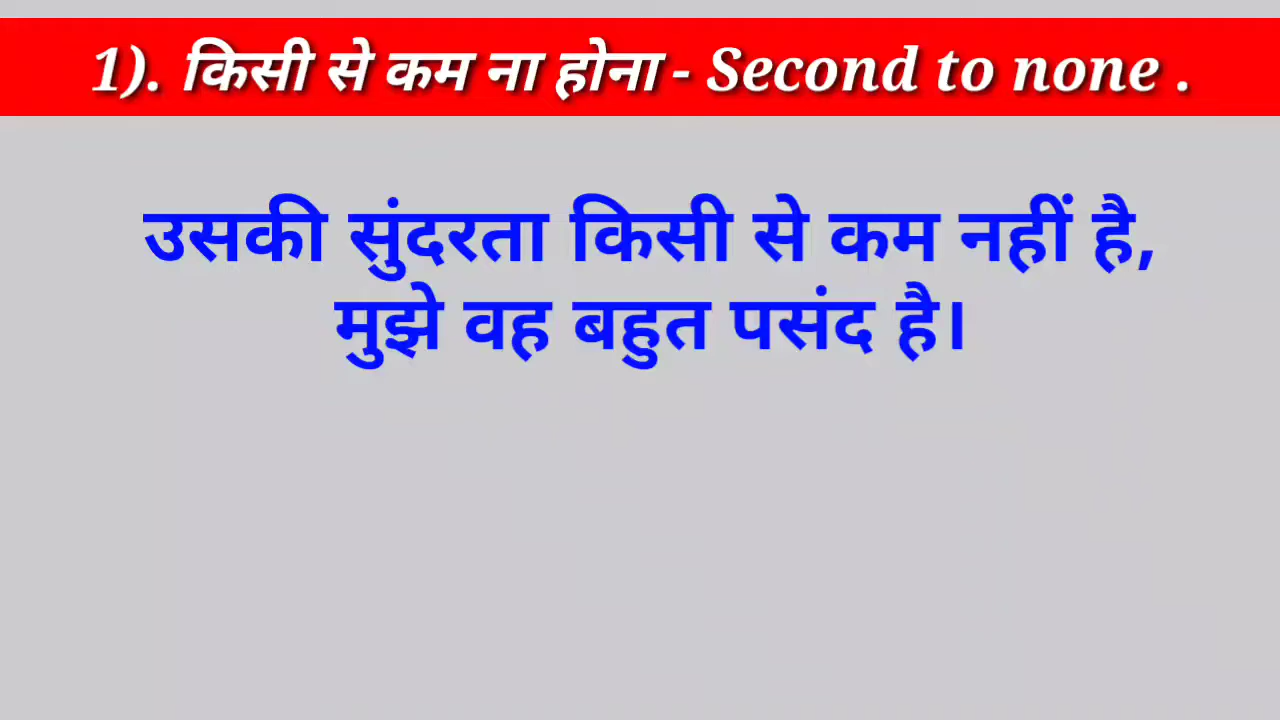 1). किसी से कम ना होना - Second to none .
उसकी सुंदरता किसी से कम नहीं है,
मुझे वह बहुत पसंद है।